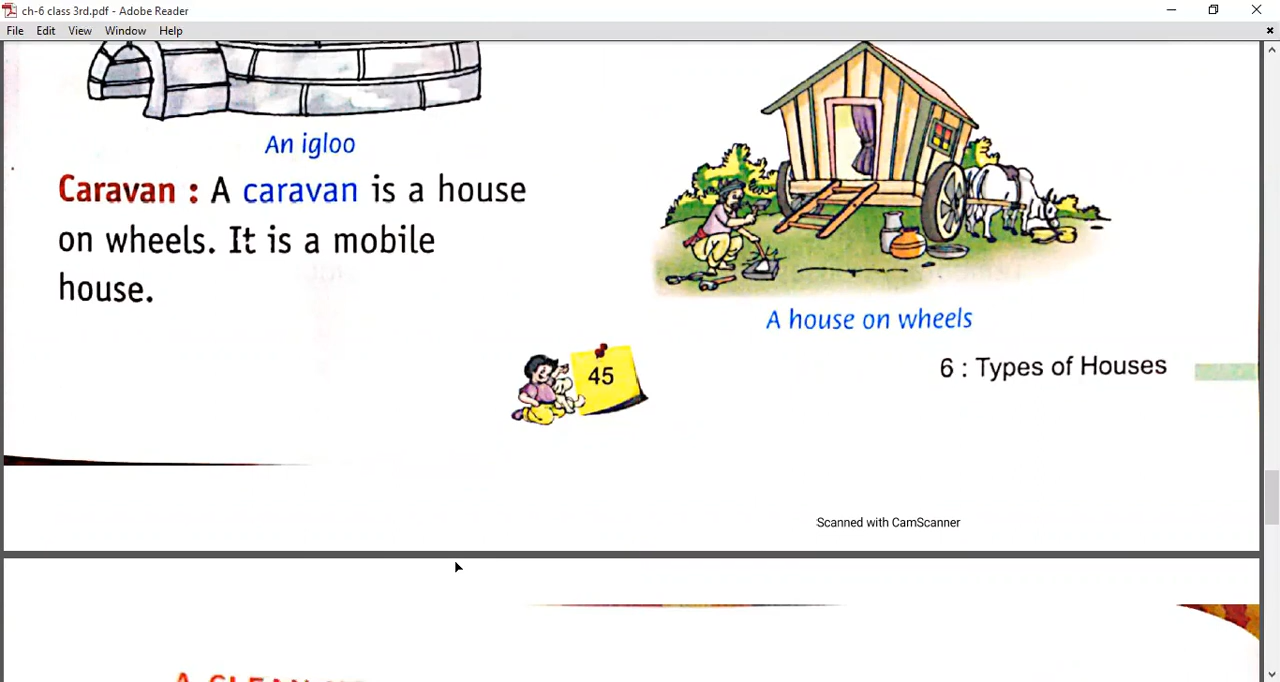 ch-6 class 3rd.pdf - Adobe Reader
File Edit View Window Help
An igloo
Caravan : A caravan is a house
on wheels. It is a mobile
house.
A house on wheels
45
6 : Types of Houses
Scanned with CamScanner
A CLEAN